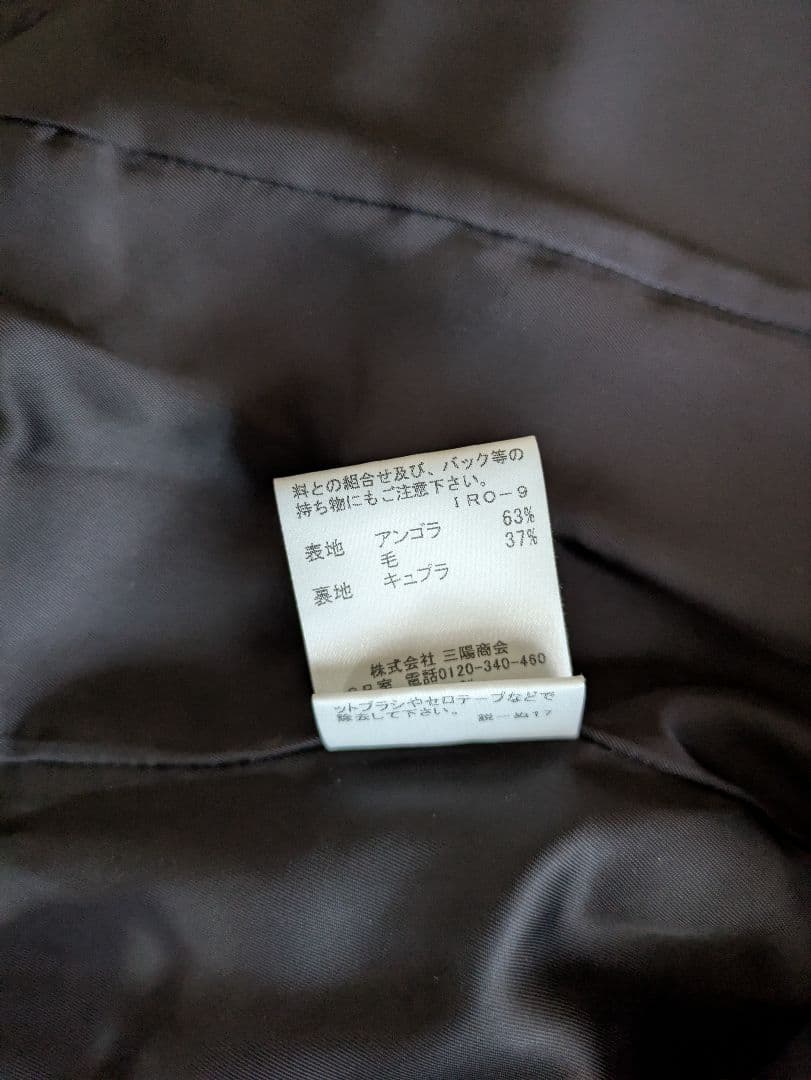 料との組合せ及び、バック等の
持ち物にもご注意下さい。
IRO-9
表地 アンゴラ 63%
毛 37%
裏地 キュプラ
株式会社 三陽商会
室 電話0120-340-460
ットブラシやセロテープなどで
除去して下さい。